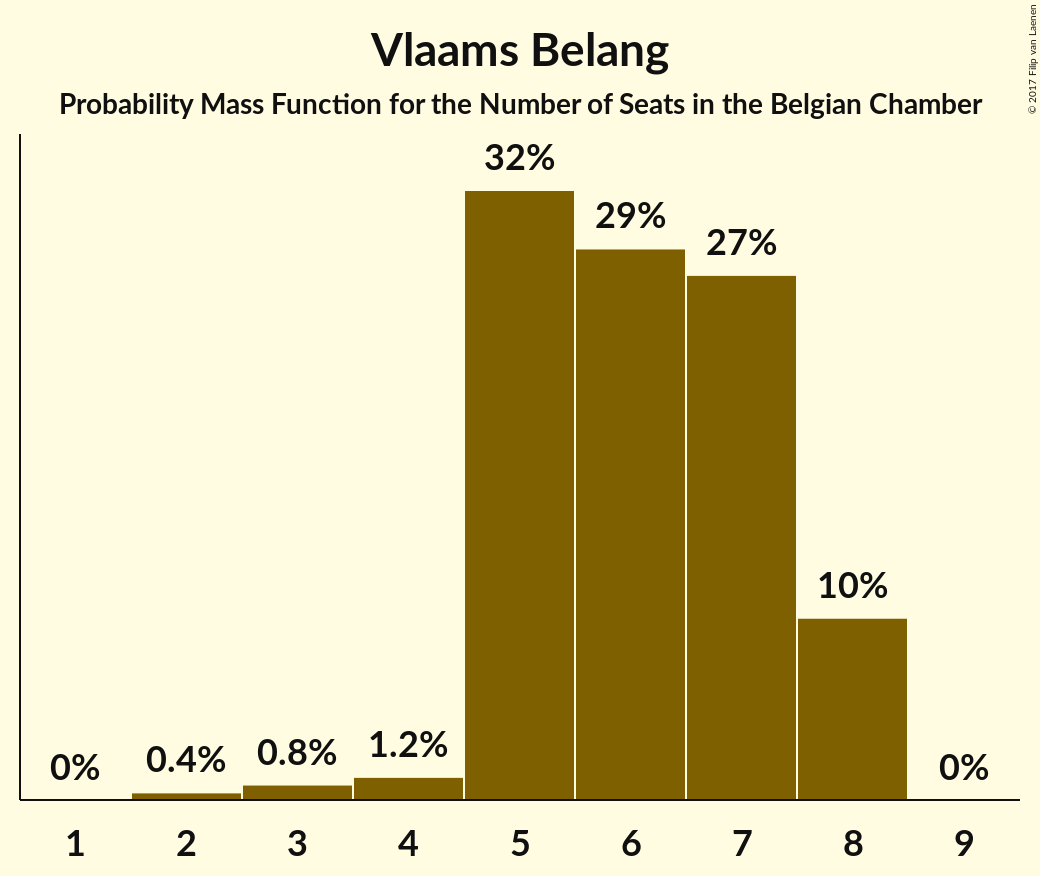 Vlaams Belang
Probability Mass Function for the Number of Seats in the Belgian Chamber
© 2017 Filip van Laenen
32%
29%
27%
10%
0%
0.4%
0.8%
1.2%
0%
1 2 3 4 5 6 7 8 9